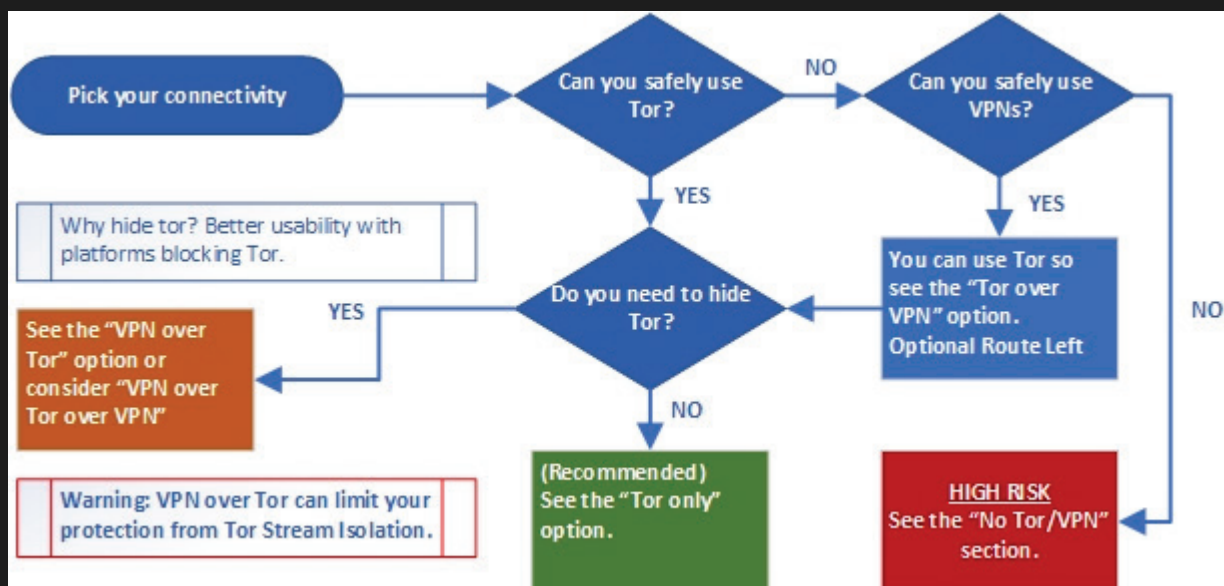 Pick your connectivity
Can you safely use
Tor?
NO
Can you safely use
VPNs?
YES
YES
NO
Why hide tor? Better usability with
platforms blocking Tor.
Do you need to hide
Tor?
You can use Tor so
see the “Tor over
VPN” option.
Optional Route Left
YES
See the “VPN over
Tor” option or
consider “VPN over
Tor over VPN”
NO
Warning: VPN over Tor can limit your
protection from Tor Stream Isolation.
(Recommended)
See the “Tor only”
option.
HIGH RISK
See the “No Tor/VPN”
section.